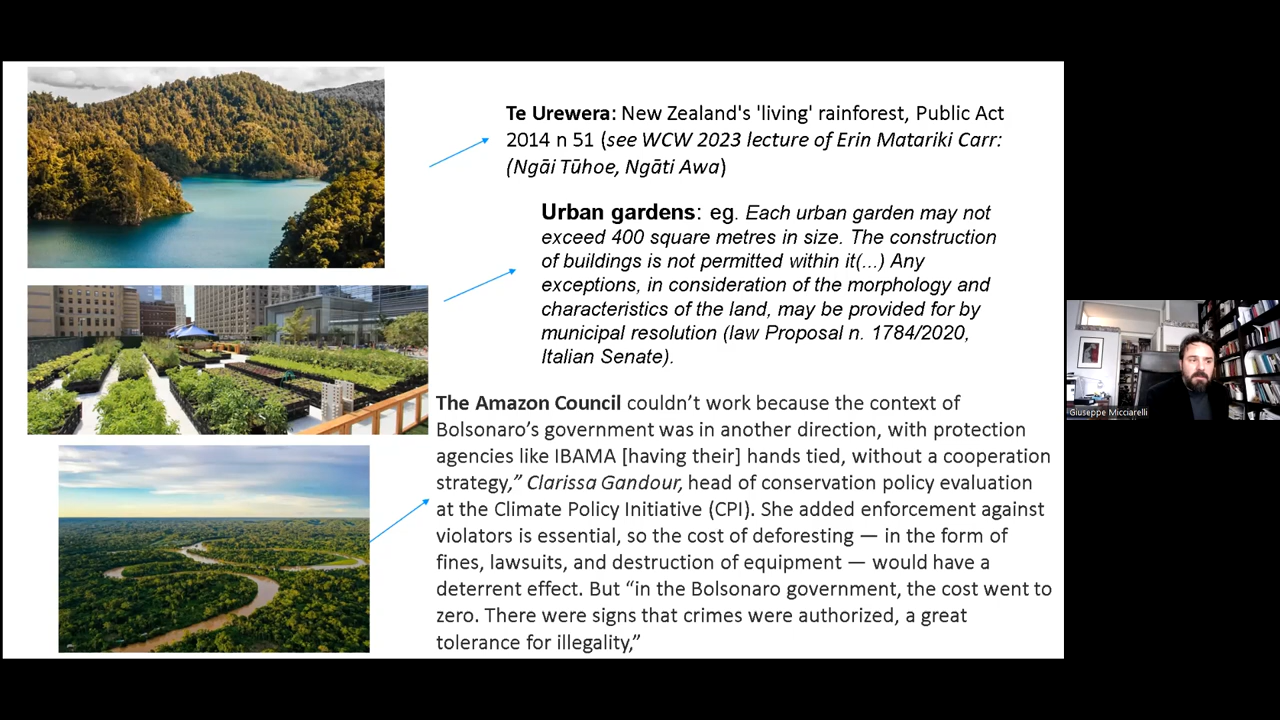 Te Urewera: New Zealand's 'living' rainforest, Public Act
2014 n 51 (see WCW 2023 lecture of Erin Matariki Carr:
(Ngāi Tūhoe, Ngāti Awa)
Urban gardens: eg. Each urban garden may not
exceed 400 square metres in size. The construction
of buildings is not permitted within it(...) Any
exceptions, in consideration of the morphology and
characteristics of the land, may be provided for by
municipal resolution (law Proposal n. 1784/2020,
Italian Senate).
The Amazon Council couldn’t work because the context of
Bolsonaro’s government was in another direction, with protection
agencies like IBAMA [having their] hands tied, without a cooperation
strategy,” Clarissa Gandour, head of conservation policy evaluation
at the Climate Policy Initiative (CPI). She added enforcement against
violators is essential, so the cost of deforesting — in the form of
fines, lawsuits, and destruction of equipment — would have a
deterrent effect. But “in the Bolsonaro government, the cost went to
zero. There were signs that crimes were authorized, a great
tolerance for illegality,”
Giuseppe Micciarelli